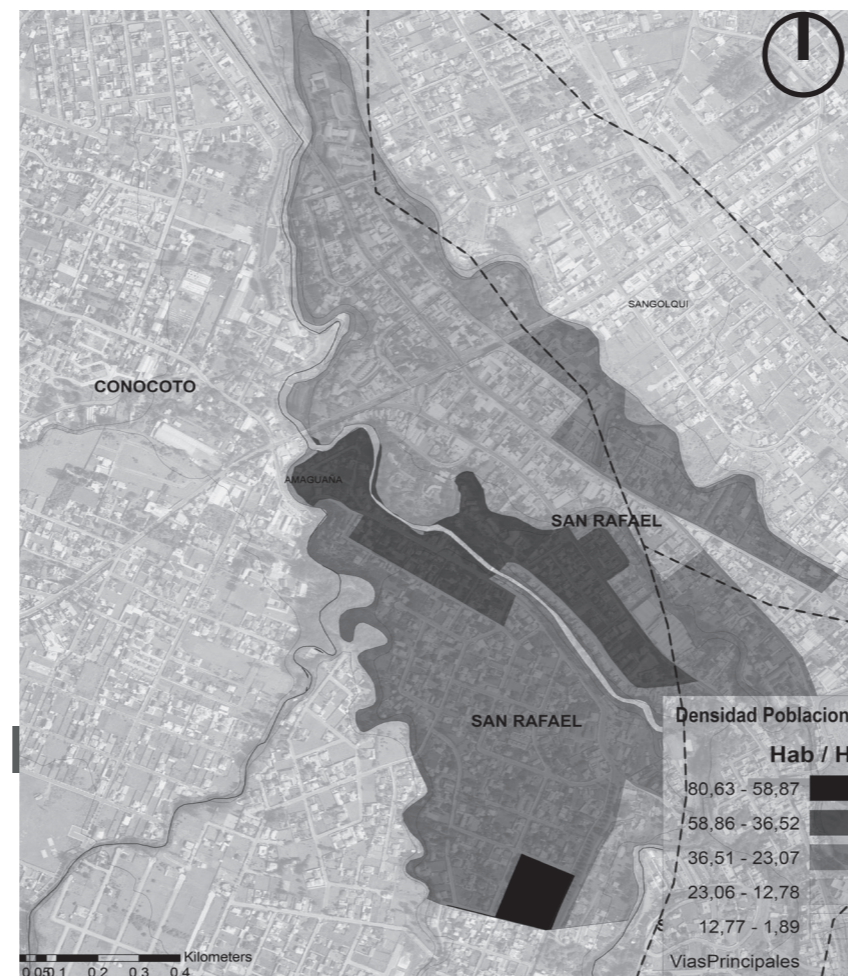 SANGOLQUI
CONOCOTO
AMAGUAÑA
SAN RAFAEL
SAN RAFAEL
Densidad Poblacion
Hab / H
80,63 - 58,87
58,86 - 36,52
36,51 - 23,07
23,06 - 12,78
12,77 - 1,89
S
ViasPrincipales
Kilometers
0 0,05 0,1 0,2 0,3 0,4